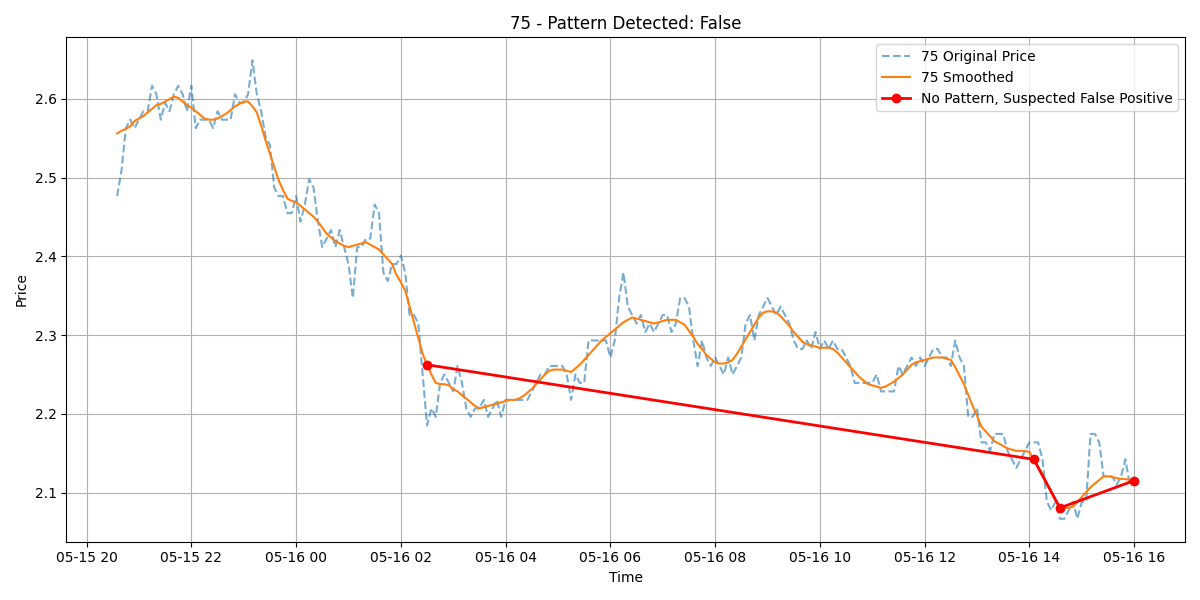 75 - Pattern Detected: False
75 Original Price
75 Smoothed
No Pattern, Suspected False Positive
Price
2.6
2.5
2.4
2.3
2.2
2.1
05-15 20 05-15 22 05-16 00 05-16 02 05-16 04 05-16 06 05-16 08 05-16 10 05-16 12 05-16 14 05-16 16
Time